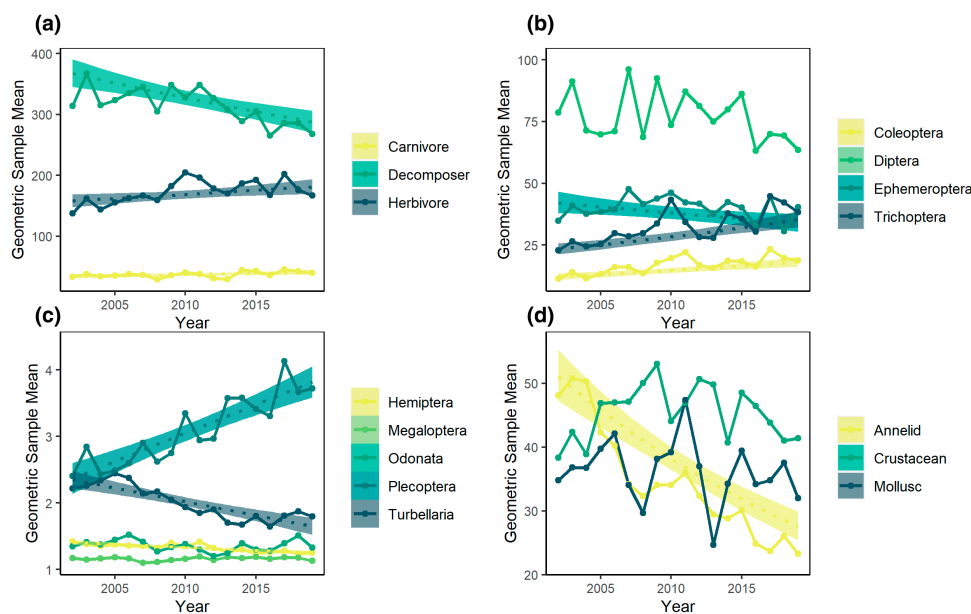 (a)
Geometric Sample Mean
400
300
200
100
2005
2010
2015
Year
Carnivore
Decomposer
Herbivore
(b)
Geometric Sample Mean
100
75
50
25
2005
2010
2015
Year
Coleoptera
Diptera
Ephemeroptera
Trichoptera
(c)
Geometric Sample Mean
4
3
2
1
2005
2010
2015
Year
Hemiptera
Megaloptera
Odonata
Plecoptera
Turbellaria
(d)
Geometric Sample Mean
50
40
30
20
2005
2010
2015
Year
Annelid
Crustacean
Mollusc